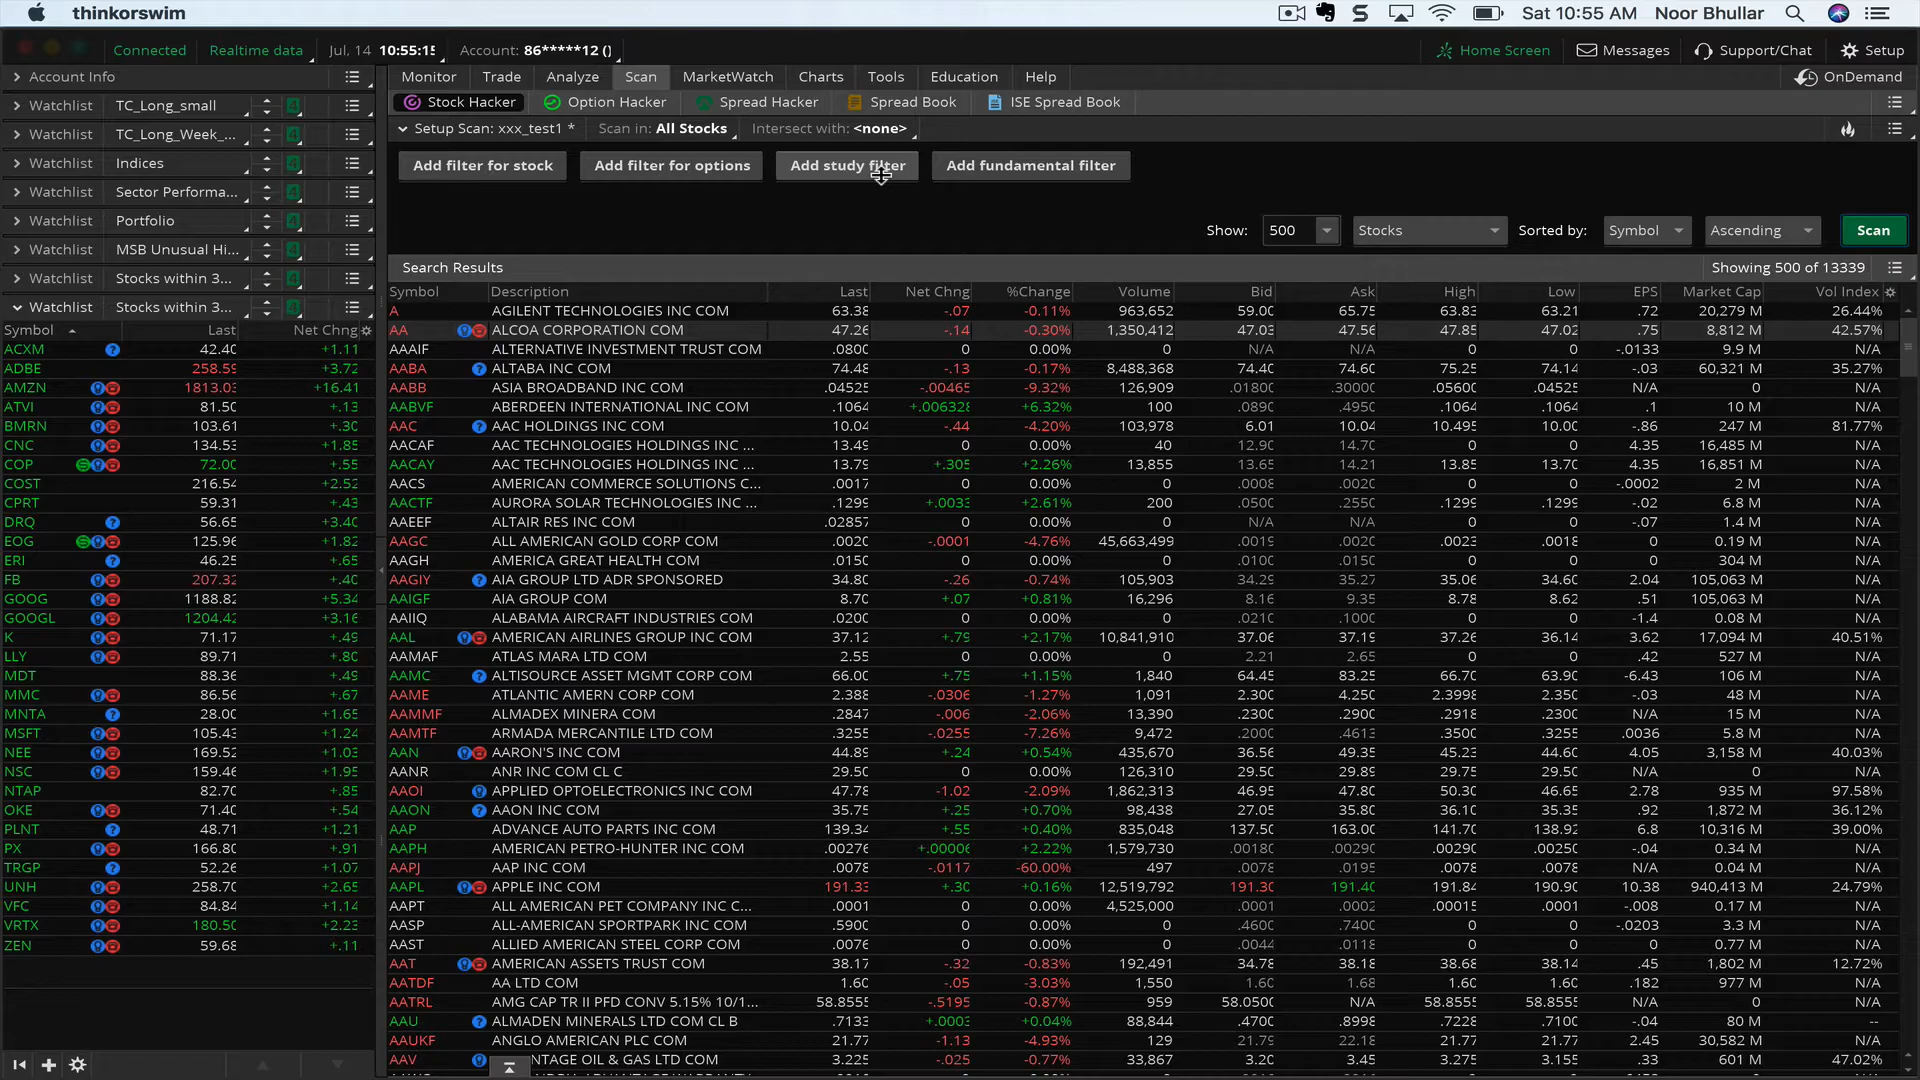 thinkorswim Sat 10:55 AM Noor Bhullar
Connected Realtime data Jul. 14 10:55:15 Account: 86*****12 () Home Screen Messages Support/Chat Setup
Account Info Monitor Trade Analyze Scan MarketWatch Charts Tools Education Help OnDemand
Watchlist TC_Long_small 4 Stock Hacker Option Hacker Spread Hacker Spread Book ISE Spread Book
Watchlist TC_Long_Week_... 4 Setup Scan: xxx_test1 * Scan in: All Stocks Intersect with: <none>
Watchlist Indices 4 Add filter for stock Add filter for options Add study filter Add fundamental filter
Watchlist Sector Performa... 4
Watchlist Portfolio 4 Show: 500 Stocks Sorted by: Symbol Ascending Scan
Watchlist MSB Unusual Hi... 4
Watchlist Stocks within 3... 4 Search Results Showing 500 of 13339
Watchlist Stocks within 3... 4
Symbol Last Net Chng
ACXM 42.40 +1.11
ADBE 258.59 +3.72
AMZN 1813.03 +16.41
ATVI 81.50 +.13
BMRN 103.61 +.30
CNC 134.53 +1.85
COP 72.00 +.55
COST 216.54 +2.52
CPRT 59.31 +.43
DRQ 56.65 +3.40
EOG 125.96 +1.82
ERI 46.25 +.65
FB 207.32 +.40
GOOG 1188.82 +5.34
GOOGL 1204.42 +3.16
K 71.17 +.49
LLY 89.71 +.80
MDT 88.36 +.49
MMC 86.56 +.67
MNTA 28.00 +1.65
MSFT 105.43 +1.24
NEE 169.52 +1.03
NSC 159.46 +1.95
NTAP 82.70 +.85
OKE 71.40 +.54
PLNT 48.71 +1.21
PX 166.80 +.91
TRGP 52.26 +1.07
UNH 258.70 +2.65
VFC 84.84 +1.14
VRTX 180.50 +2.23
ZEN 59.68 +.11
Symbol Description Last Net Chng %Change Volume Bid Ask High Low EPS Market Cap Vol Index
A AGILENT TECHNOLOGIES INC COM 63.38 -.07 -0.11% 963,652 59.00 65.75 63.83 63.21 .72 20,279 M 26.44%
AA ALCOA CORPORATION COM 47.26 -.14 -0.30% 1,350,412 47.03 47.56 47.85 47.02 .75 8,812 M 42.57%
AAAIF ALTERNATIVE INVESTMENT TRUST COM .0800 0 0.00% 0 N/A N/A 0 0 -.0133 9.9 M N/A
AABA ALTABA INC COM 74.48 -.13 -0.17% 8,488,368 74.40 74.60 75.25 74.14 -.03 60,321 M 35.27%
AABB ASIA BROADBAND INC COM .04525 -.00465 -9.32% 126,909 .01800 .30000 .05600 .04525 N/A 0 N/A
AABVF ABERDEEN INTERNATIONAL INC COM .1064 +.006328 +6.32% 100 .0890 .4950 .1064 .1064 .1 10 M N/A
AAC AAC HOLDINGS INC COM 10.04 -.44 -4.20% 103,978 6.01 10.04 10.495 10.00 -.86 247 M 81.77%
AACAF AAC TECHNOLOGIES HOLDINGS INC ... 13.49 0 0.00% 40 12.90 14.70 0 0 4.35 16,485 M N/A
AACAY AAC TECHNOLOGIES HOLDINGS INC ... 13.79 +.305 +2.26% 13,855 13.65 14.21 13.85 13.70 4.35 16,851 M N/A
AACS AMERICAN COMMERCE SOLUTIONS C... .0017 0 0.00% 0 .0008 .0020 0 0 -.0002 2 M N/A
AACTF AURORA SOLAR TECHNOLOGIES INC ... .1299 +.0033 +2.61% 200 .0500 .2550 .1299 .1299 -.02 6.8 M N/A
AAEEF ALTAIR RES INC COM .02857 0 0.00% 0 N/A N/A 0 0 -.07 1.4 M N/A
AAGC ALL AMERICAN GOLD CORP COM .0020 -.0001 -4.76% 45,663,499 .0019 .0020 .0023 .0018 0 0.19 M N/A
AAGH AMERICA GREAT HEALTH COM .0150 0 0.00% 0 .0100 .0150 0 0 0 304 M N/A
AAGIY AIA GROUP LTD ADR SPONSORED 34.80 -.26 -0.74% 105,903 34.29 35.27 35.06 34.60 2.04 105,063 M N/A
AAIGF AIA GROUP COM 8.70 +.07 +0.81% 16,296 8.16 9.35 8.78 8.62 .51 105,063 M N/A
AAIIQ ALABAMA AIRCRAFT INDUSTRIES COM .0200 0 0.00% 0 .0210 .1000 0 0 -1.4 0.08 M N/A
AAL AMERICAN AIRLINES GROUP INC COM 37.12 +.79 +2.17% 10,841,910 37.06 37.19 37.26 36.14 3.62 17,094 M 40.51%
AAMAF ATLAS MARA LTD COM 2.55 0 0.00% 0 2.21 2.65 0 0 .42 527 M N/A
AAMC ALTISOURCE ASSET MGMT CORP COM 66.00 +.75 +1.15% 1,840 64.45 83.25 66.70 63.90 -6.43 106 M N/A
AAME ATLANTIC AMERN CORP COM 2.388 -.0306 -1.27% 1,091 2.300 4.250 2.3998 2.350 -.03 48 M N/A
AAMMF ALMADEX MINERA COM .2847 -.006 -2.06% 13,390 .2300 .2900 .2918 .2300 N/A 15 M N/A
AAMTF ARMADA MERCANTILE LTD COM .3255 -.0255 -7.26% 9,472 .200 .4613 .3500 .3255 .0036 5.8 M N/A
AAN AARON'S INC COM 44.89 +.24 +0.54% 435,670 36.56 49.35 45.23 44.60 4.05 3,158 M 40.03%
AANR ANR INC COM CL C 29.50 0 0.00% 126,310 29.50 29.89 29.75 29.50 N/A 0 N/A
AAOI APPLIED OPTOELECTRONICS INC COM 47.78 -1.02 -2.09% 1,862,313 46.95 47.80 50.30 46.65 2.78 935 M 97.58%
AAON AAON INC COM 35.75 +.25 +0.70% 98,438 27.05 35.80 36.10 35.35 .92 1,872 M 36.12%
AAP ADVANCE AUTO PARTS INC COM 139.34 +.55 +0.40% 835,048 137.50 163.00 141.70 138.92 6.8 10,316 M 39.00%
AAPH AMERICAN PETRO-HUNTER INC COM .00276 +.00006 +2.22% 1,579,730 .00180 .00290 .00290 .00250 -.04 0.34 M N/A
AAPJ AAP INC COM .0078 -.0117 -60.00% 497 .0078 .0195 .0078 .0078 N/A 0.04 M N/A
AAPL APPLE INC COM 191.33 +.30 +0.16% 12,519,792 191.30 191.40 191.84 190.90 10.38 940,413 M 24.79%
AAPT ALL AMERICAN PET COMPANY INC C... .0001 0 0.00% 4,525,000 .0001 .0002 .00015 .0001 -.008 0.17 M N/A
AASP ALL-AMERICAN SPORTPARK INC COM .5900 0 0.00% 0 .4600 .7400 0 0 -.0203 3.3 M N/A
AAST ALLIED AMERICAN STEEL CORP COM .0076 0 0.00% 0 .0044 .0118 0 0 0 0.77 M N/A
AAT AMERICAN ASSETS TRUST COM 38.17 -.32 -0.83% 192,491 34.78 38.18 38.68 38.14 .45 1,802 M 12.72%
AATDF AA LTD COM 1.60 -.05 -3.03% 1,550 1.60 1.68 1.60 1.60 .182 977 M N/A
AATRL AMG CAP TR II PFD CONV 5.15% 10/1... 58.8555 -.5195 -0.87% 959 58.0500 N/A 58.8555 58.8555 N/A 0 N/A
AAU ALMADEN MINERALS LTD COM CL B .7133 +.0003 +0.04% 88,844 .4700 .8998 .7228 .7100 -.04 80 M --
AAUKF ANGLO AMERICAN PLC COM 21.77 -1.13 -4.93% 129 21.79 22.18 21.77 21.77 2.45 30,582 M N/A
AAV NTAGE OIL & GAS LTD COM 3.225 -.025 -0.77% 33,867 3.20 3.45 3.275 3.155 .33 601 M 47.02%